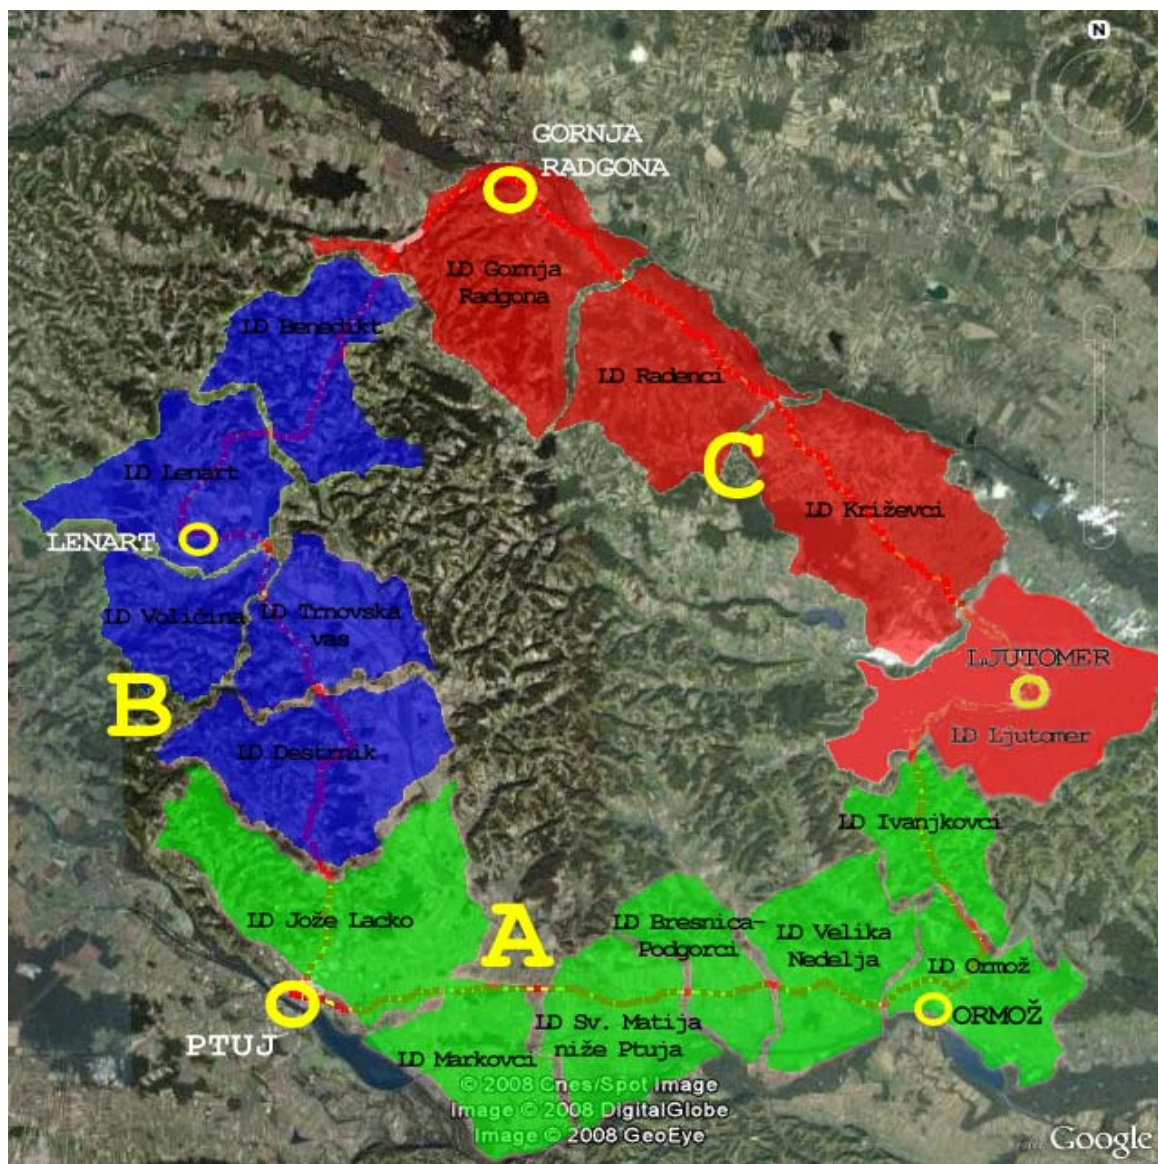 N
GORNJA
RADGONA
LD Gornja
Radgona
LD Benedikt
LD Radenci
C
LD Lenart
LD Križevci
LENART
LD Voličina
LD Trnovska
vas
LJUTOMER
B
LD Ljutomer
LD Destrnik
LD Ivanjkovci
LD Jože Lacko
A
LD Bresnica-
Podgorci
LD Velika
Nedelja
LD Ormož
PTUJ
ORMOŽ
LD Sv. Matija
niže Ptuja
LD Markovci
© 2008 Cnes/Spot Image
Image © 2008 DigitalGlobe
Image © 2008 GeoEye
Google